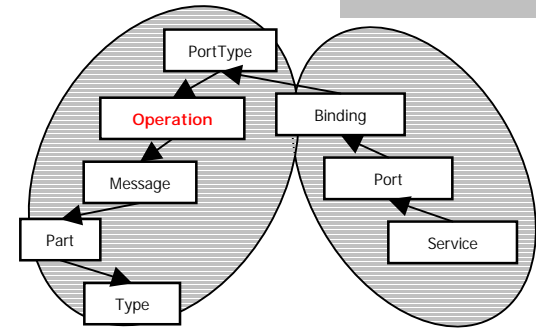 PortType
Operation
Binding
Message
Port
Part
Service
Type